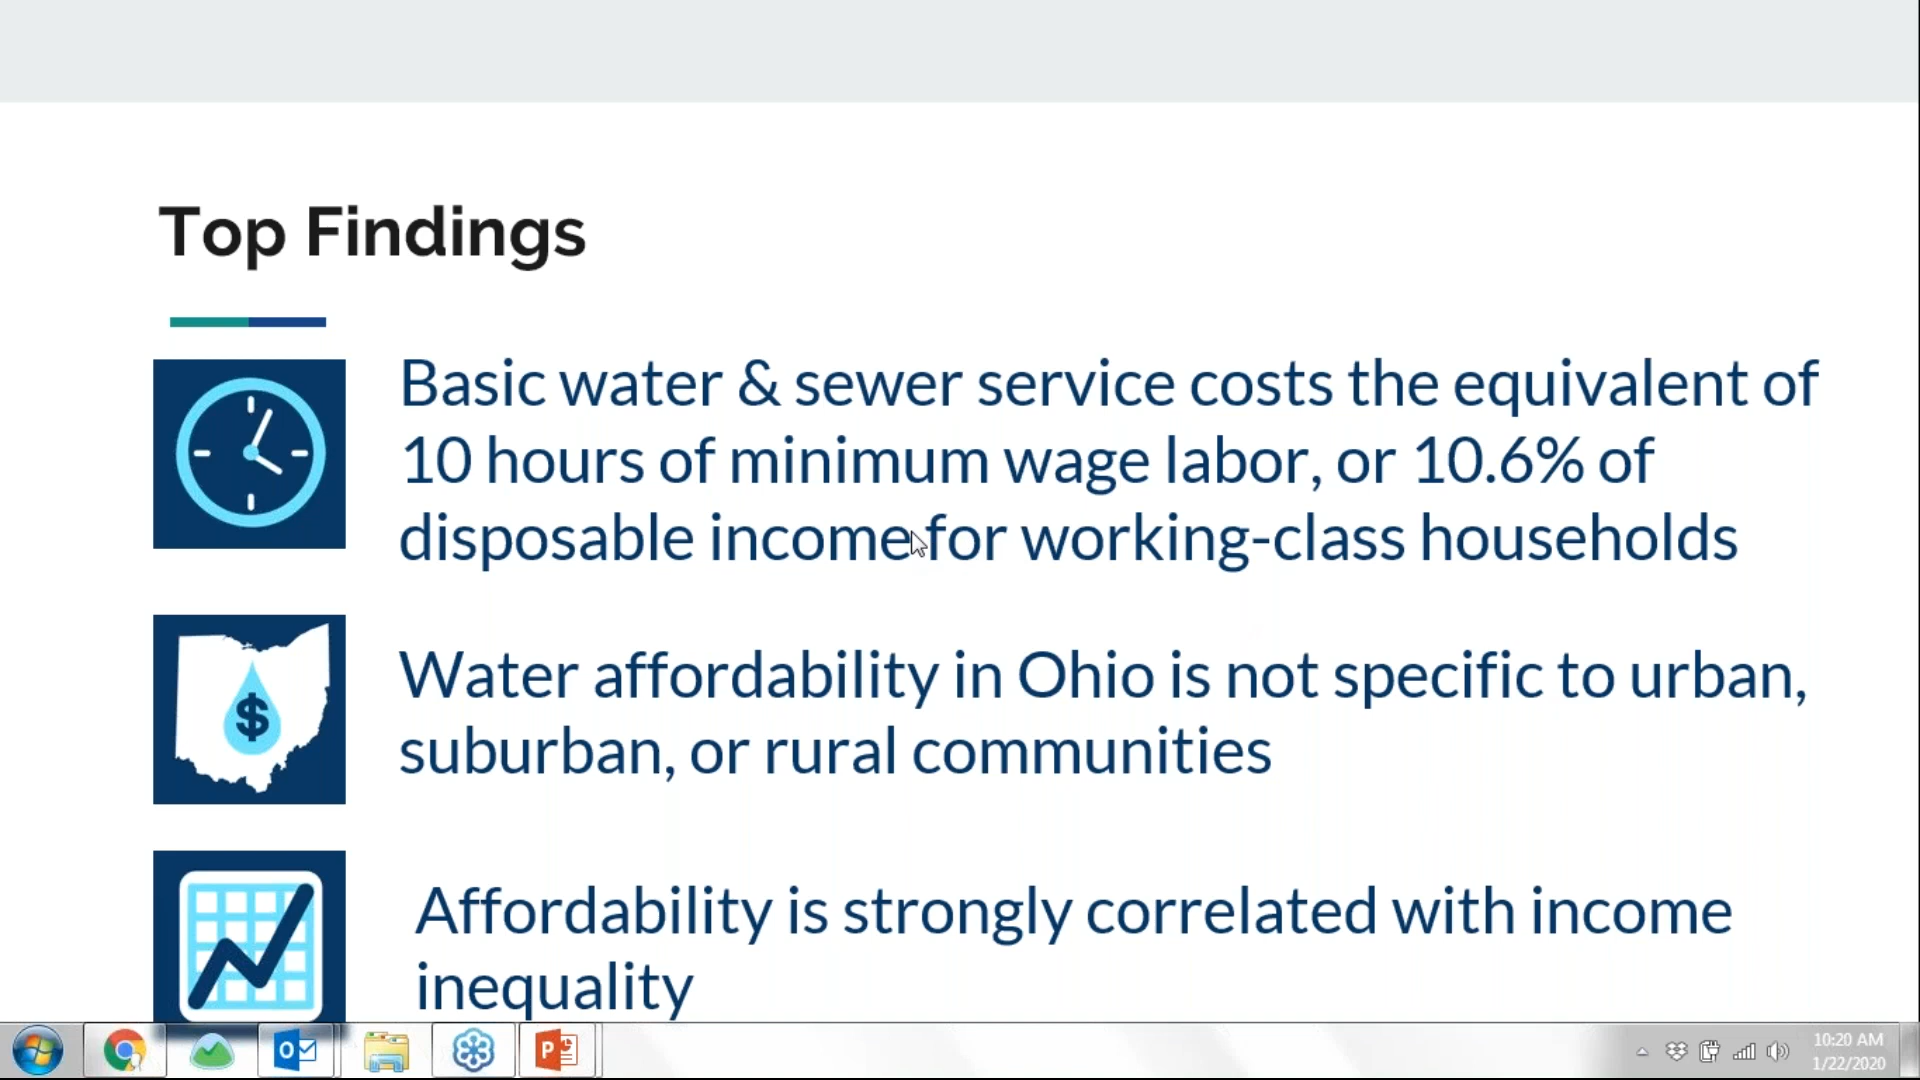 Top Findings
Basic water & sewer service costs the equivalent of
10 hours of minimum wage labor, or 10.6% of
disposable income for working-class households
$
Water affordability in Ohio is not specific to urban,
suburban, or rural communities
Affordability is strongly correlated with income
inequality
10:20 AM
1/22/2020